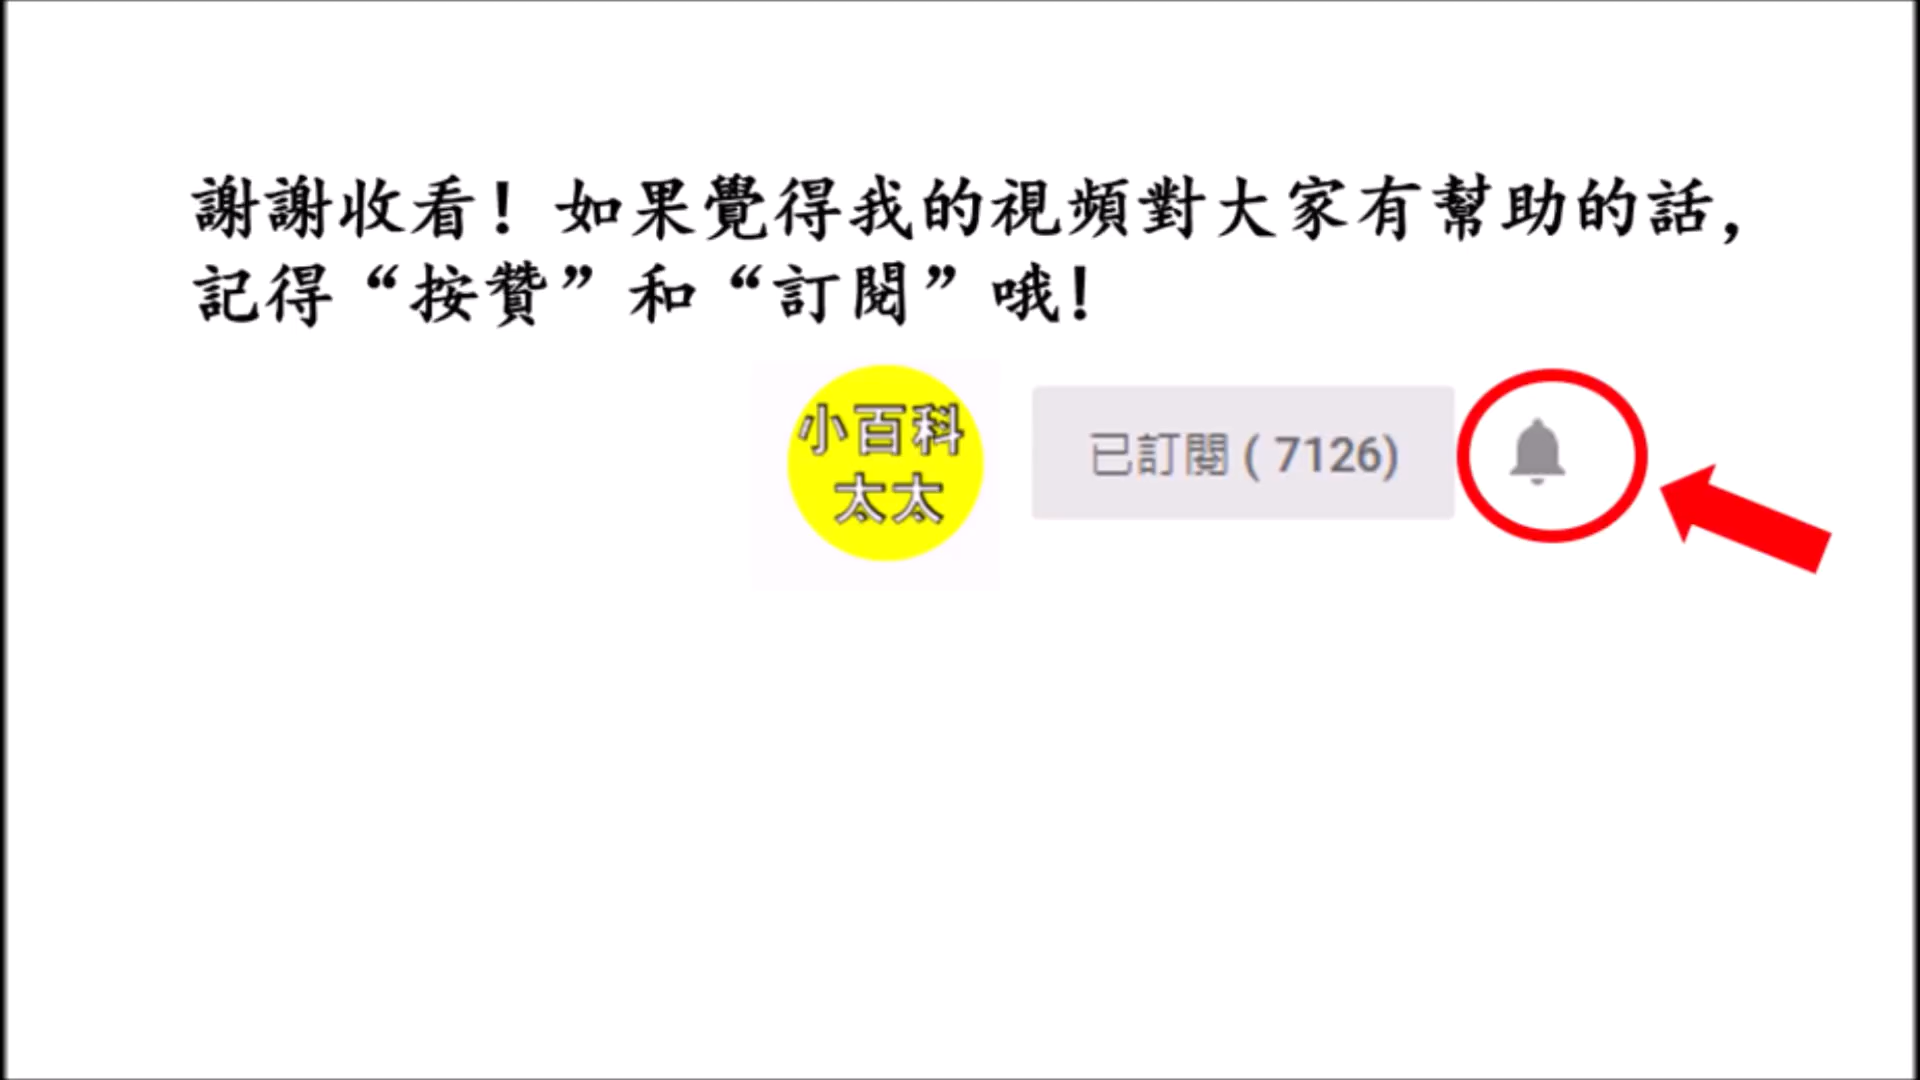 謝謝收看！如果覺得我的視頻對大家有幫助的話，
記得“按贊”和“訂閱”哦！
小百科
太太
已訂閱 ( 7126)